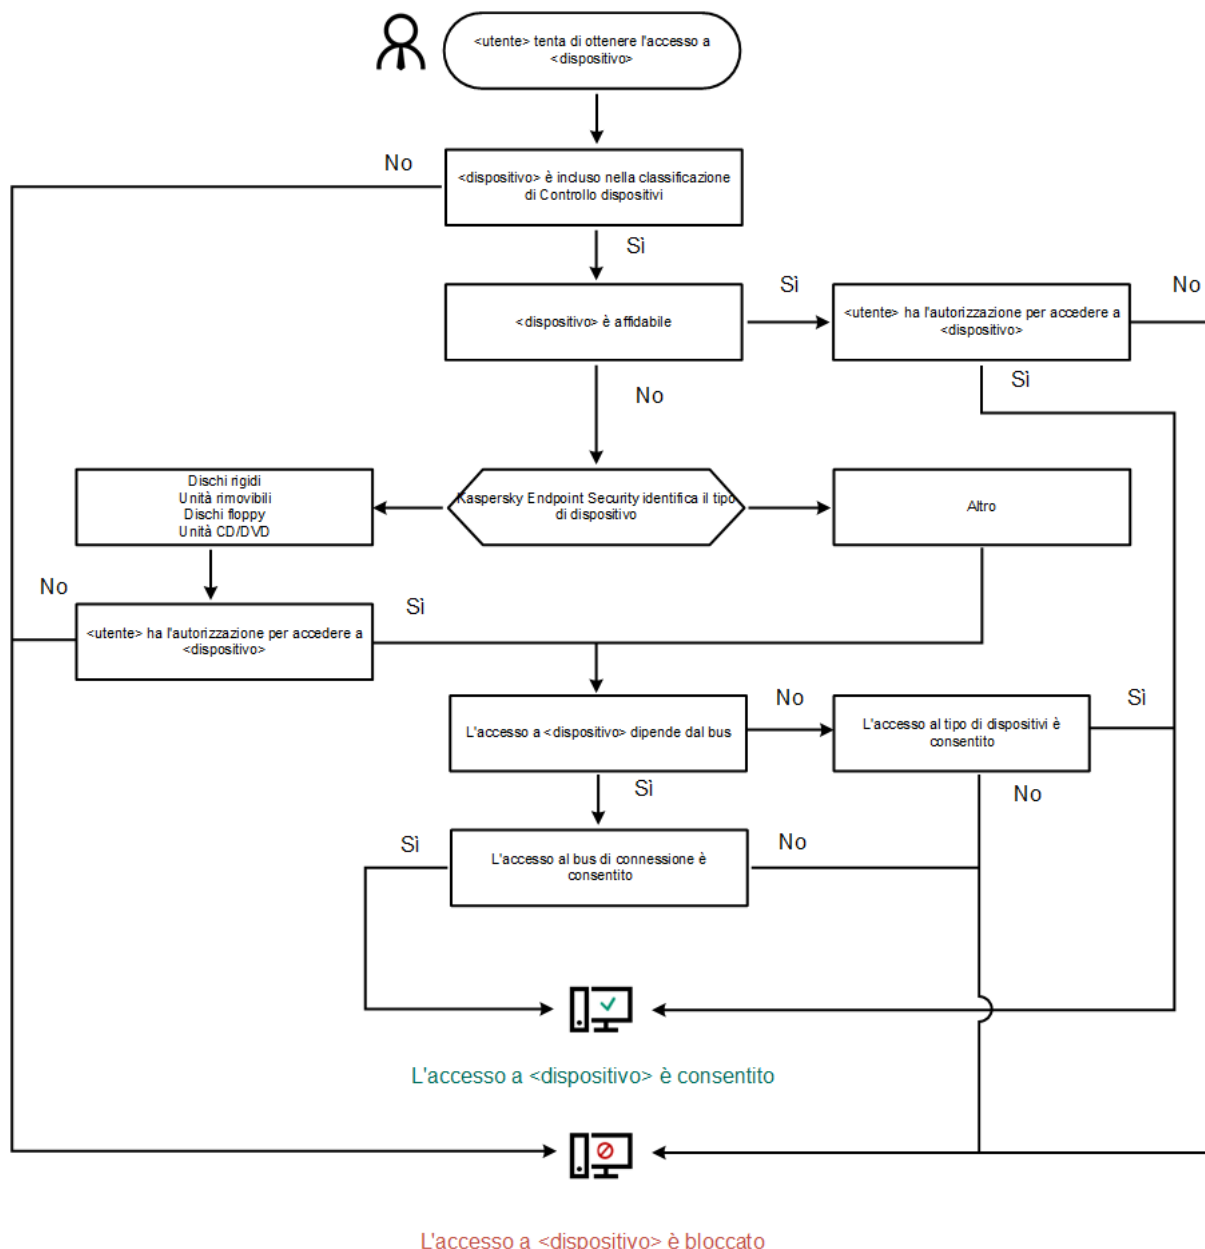 <utente> tenta di ottenere l'accesso a
<dispositivo>
No
<dispositivo> è incluso nella classificazione
di Controllo dispositivi
Sì
<dispositivo> è affidabile
Sì
<utente> ha l'autorizzazione per accedere a
<dispositivo>
No
Sì
No
Dischi rigidi
Unità rimovibili
Dischi floppy
Unità CD/DVD
Kaspersky Endpoint Security identifica il tipo
di dispositivo
Altro
No
<utente> ha l'autorizzazione per accedere a
<dispositivo>
Sì
L'accesso a <dispositivo> dipende dal bus
No
L'accesso al tipo di dispositivi è
consentito
Sì
Sì
No
Sì
L'accesso al bus di connessione è
consentito
No
L'accesso a <dispositivo> è consentito
L'accesso a <dispositivo> è bloccato